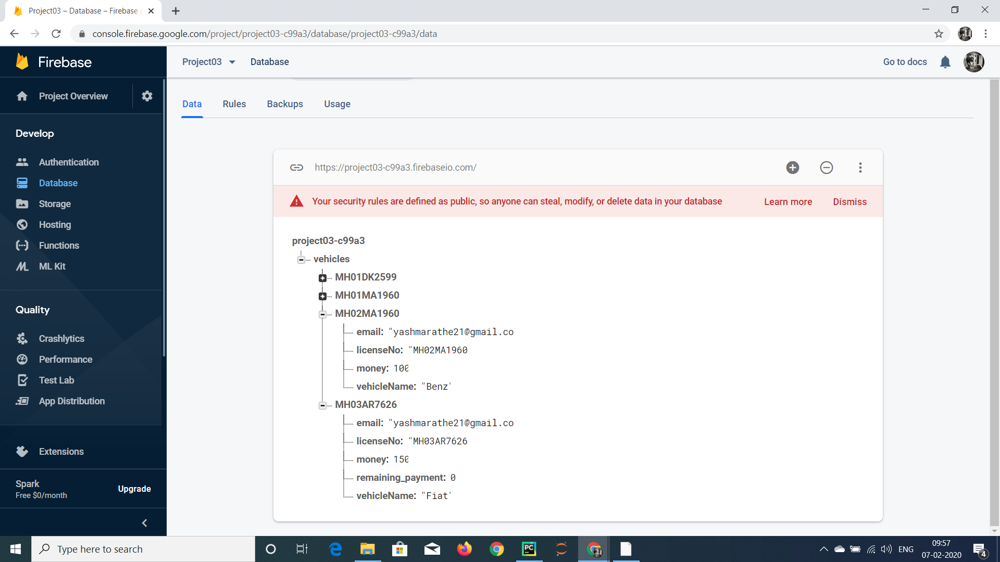 Project03 – Database – Firebase
console.firebase.google.com/project/project03-c99a3/database/project03-c99a3/data
Firebase
Project03
Database
Go to docs
Project Overview
Data
Rules
Backups
Usage
Develop
Authentication
Database
Storage
Hosting
Functions
ML Kit
Quality
Crashlytics
Performance
Test Lab
App Distribution
Extensions
Spark
Free $0/month
Upgrade
https://project03-c99a3.firebaseio.com/
Your security rules are defined as public, so anyone can steal, modify, or delete data in your database
Learn more
Dismiss
project03-c99a3
vehicles
MH01DK2599
MH01MA1960
MH02MA1960
email: "yashmarathe21@gmail.co
licenseNo: "MH02MA1960
money: 100
vehicleName: "Benz"
MH03AR7626
email: "yashmarathe21@gmail.co
licenseNo: "MH03AR7626
money: 150
remaining_payment: 0
vehicleName: "Fiat"
Type here to search
PC
ENG
09:57
07-02-2020
4